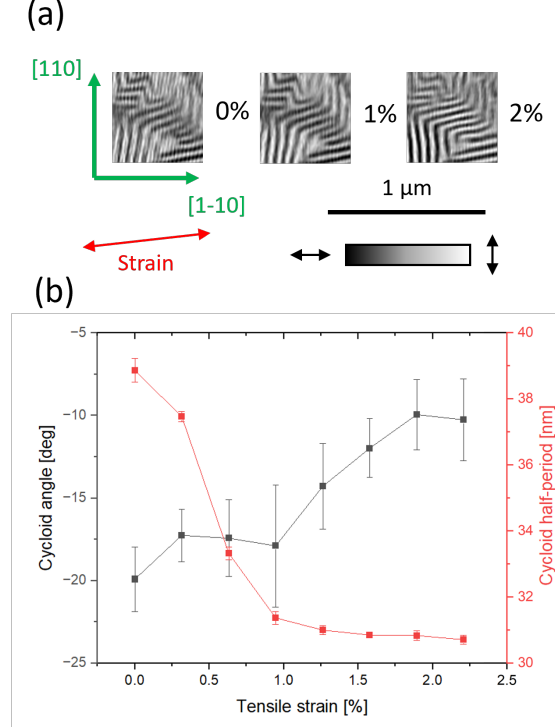 (a)
[110]
0%
1%
2%
[1-10]
1 μm
Strain
(b)
−5
−10
−15
−20
−25
Cycloid angle [deg]
40
38
36
34
33
31
30
Cycloid half-period [nm]
0.0 0.5 1.0 1.5 2.0 2.5
Tensile strain [%]